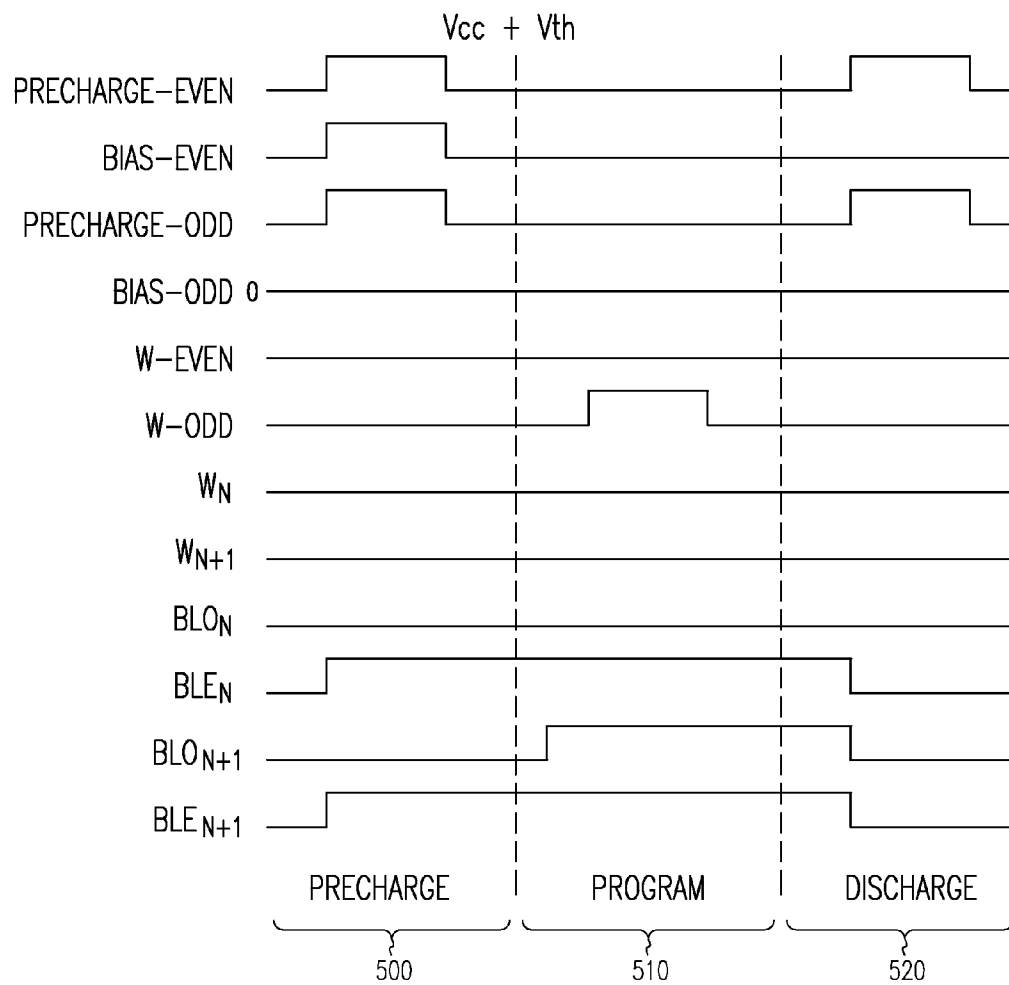 Vcc + Vth
PRECHARGE-EVEN
BIAS-EVEN
PRECHARGE-ODD
BIAS-ODD 0
W-EVEN
W-ODD
WN
WN+1
BLON
BLEN
BLON+1
BLEN+1
PRECHARGE PROGRAM DISCHARGE
500 510 520